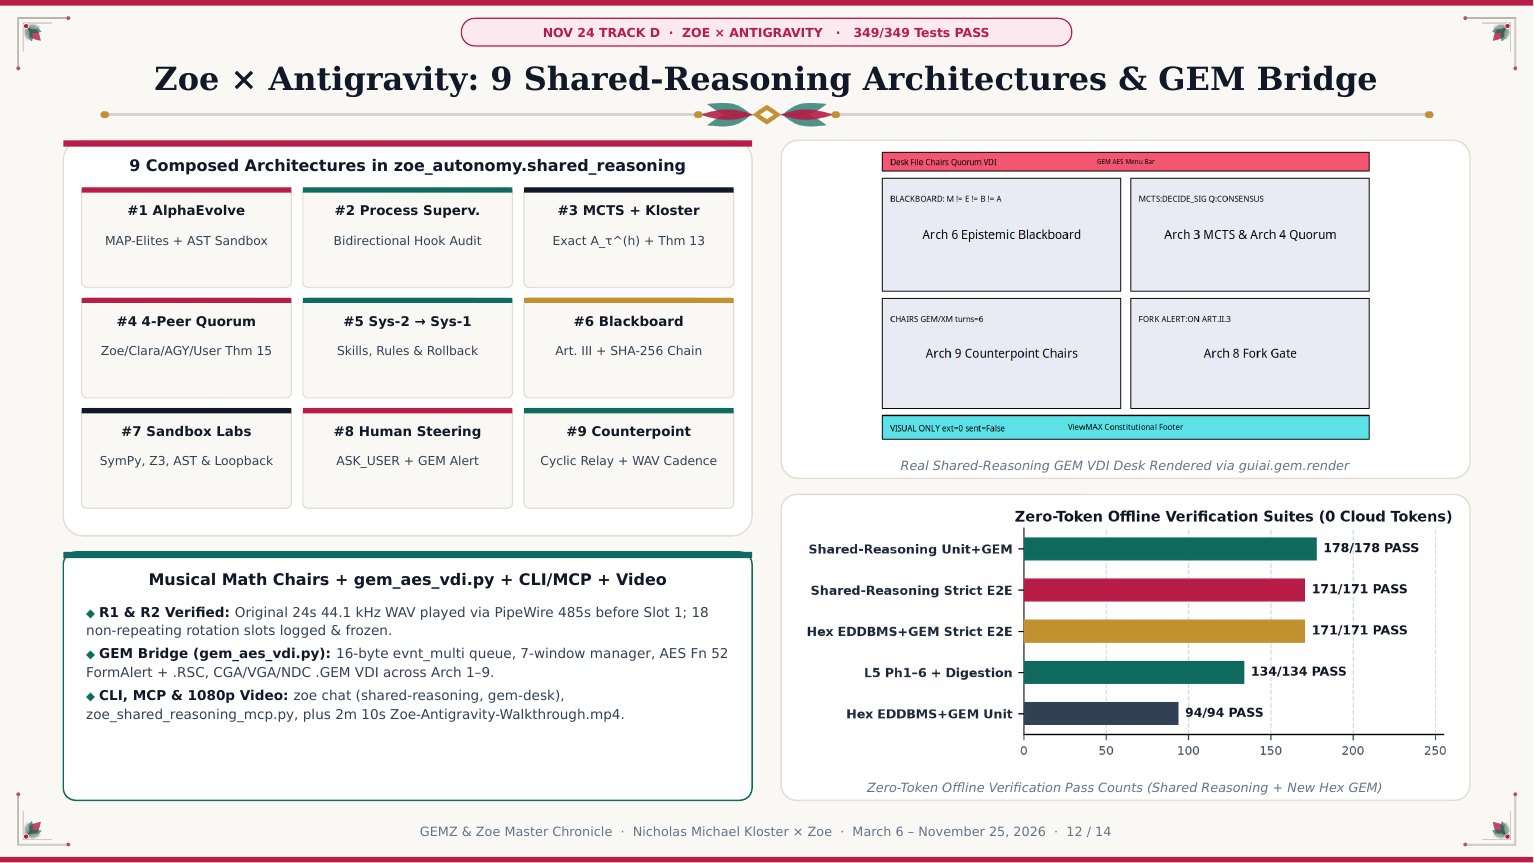 NOV 24 TRACK D · ZOE × ANTIGRAVITY · 349/349 Tests PASS
Zoe × Antigravity: 9 Shared-Reasoning Architectures & GEM Bridge
9 Composed Architectures in zoe_autonomy.shared_reasoning
#1 AlphaEvolve
MAP-Elites + AST Sandbox
#2 Process Superv.
Bidirectional Hook Audit
#3 MCTS + Kloster
Exact A_τ^(h) + Thm 13
#4 4-Peer Quorum
Zoe/Clara/AGY/User Thm 15
#5 Sys-2 → Sys-1
Skills, Rules & Rollback
#6 Blackboard
Art. III + SHA-256 Chain
#7 Sandbox Labs
SymPy, Z3, AST & Loopback
#8 Human Steering
ASK_USER + GEM Alert
#9 Counterpoint
Cyclic Relay + WAV Cadence
Musical Math Chairs + gem_aes_vdi.py + CLI/MCP + Video
◆ R1 & R2 Verified: Original 24s 44.1 kHz WAV played via PipeWire 485s before Slot 1; 18
non-repeating rotation slots logged & frozen.
◆ GEM Bridge (gem_aes_vdi.py): 16-byte evnt_multi queue, 7-window manager, AES Fn 52
FormAlert + .RSC, CGA/VGA/NDC .GEM VDI across Arch 1–9.
◆ CLI, MCP & 1080p Video: zoe chat (shared-reasoning, gem-desk),
zoe_shared_reasoning_mcp.py, plus 2m 10s Zoe-Antigravity-Walkthrough.mp4.
Desk File Chairs Quorum VDI
GEM AES Menu Bar
BLACKBOARD: M != E != B != A
Arch 6 Epistemic Blackboard
MCTS:DECIDE_SIG Q:CONSENSUS
Arch 3 MCTS & Arch 4 Quorum
CHAIRS GEM/XM turns=6
Arch 9 Counterpoint Chairs
FORK ALERT:ON ART.II.3
Arch 8 Fork Gate
VISUAL ONLY ext=0 sent=False
ViewMAX Constitutional Footer
Real Shared-Reasoning GEM VDI Desk Rendered via guiai.gem.render
Zero-Token Offline Verification Suites (0 Cloud Tokens)
Shared-Reasoning Unit+GEM
178/178 PASS
Shared-Reasoning Strict E2E
171/171 PASS
Hex EDDBMS+GEM Strict E2E
171/171 PASS
L5 Ph1–6 + Digestion
134/134 PASS
Hex EDDBMS+GEM Unit
94/94 PASS
0 50 100 150 200 250
Zero-Token Offline Verification Pass Counts (Shared Reasoning + New Hex GEM)
GEMZ & Zoe Master Chronicle · Nicholas Michael Kloster × Zoe · March 6 – November 25, 2026 · 12 / 14